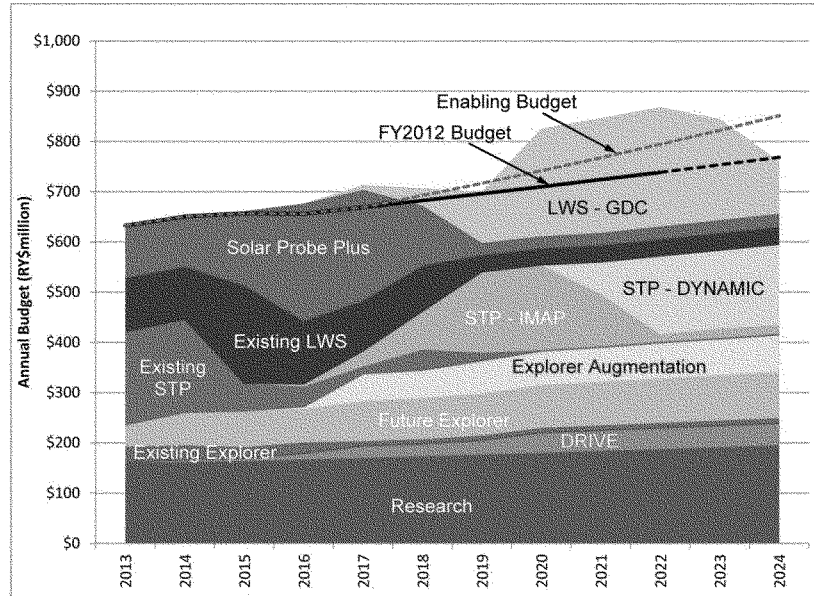 $1,000
$900
$800
$700
$600
$500
$400
$300
$200
$100
$0
Annual Budget (RY$million)
Enabling Budget
FY2012 Budget
LWS - GDC
Solar Probe Plus
STP - DYNAMIC
STP - IMAP
Existing LWS
Existing
STP
Explorer Augmentation
Future Explorer
Existing Explorer
DRIVE
Research
2013
2014
2015
2016
2017
2018
2019
2020
2021
2022
2023
2024